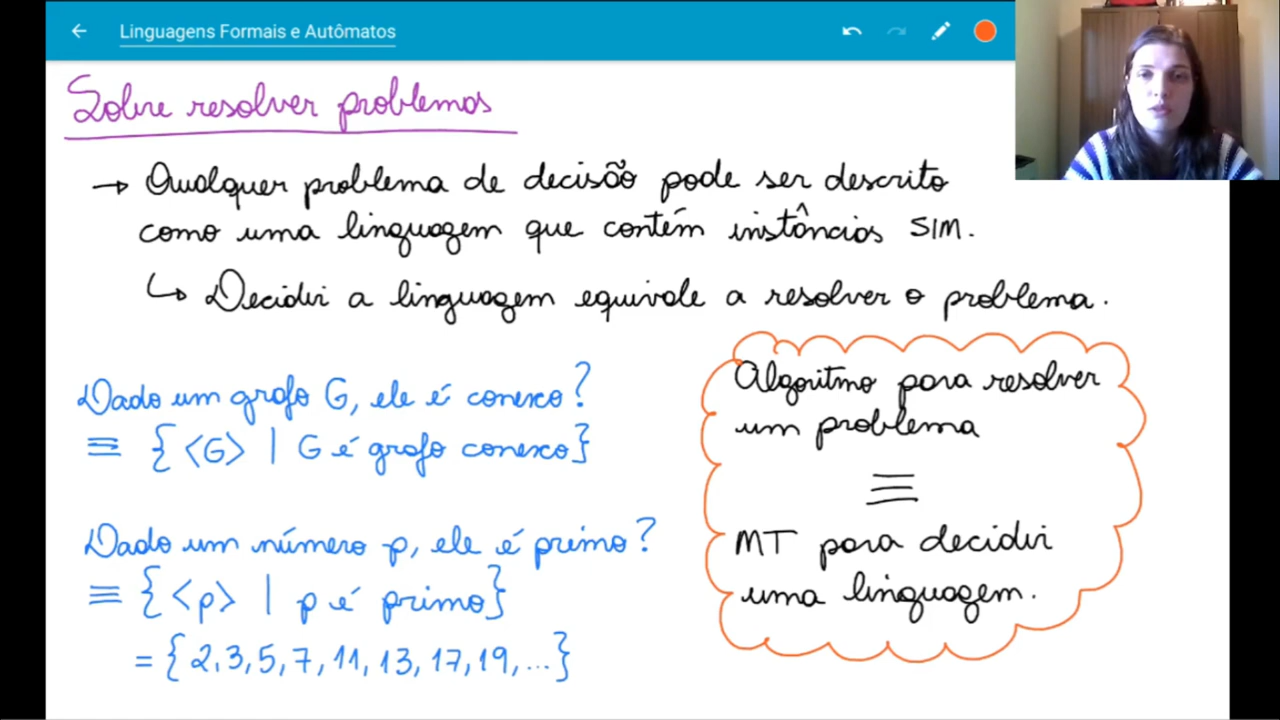 Linguagens Formais e Autômatos
Sobre resolver problemas
→ Qualquer problema de decisão pode ser descrito
como uma linguagem que contém instâncias SIM.
↳ Decidir a linguagem equivale a resolver o problema.
Dado um grafo G, ele é conexo?
≡ {<G> | G é grafo conexo}
Dado um número p, ele é primo?
≡ {<p> | p é primo}
= {2,3,5,7,11,13,17,19,...}
Algoritmo para resolver
um problema
≡
MT para decidir
uma linguagem.